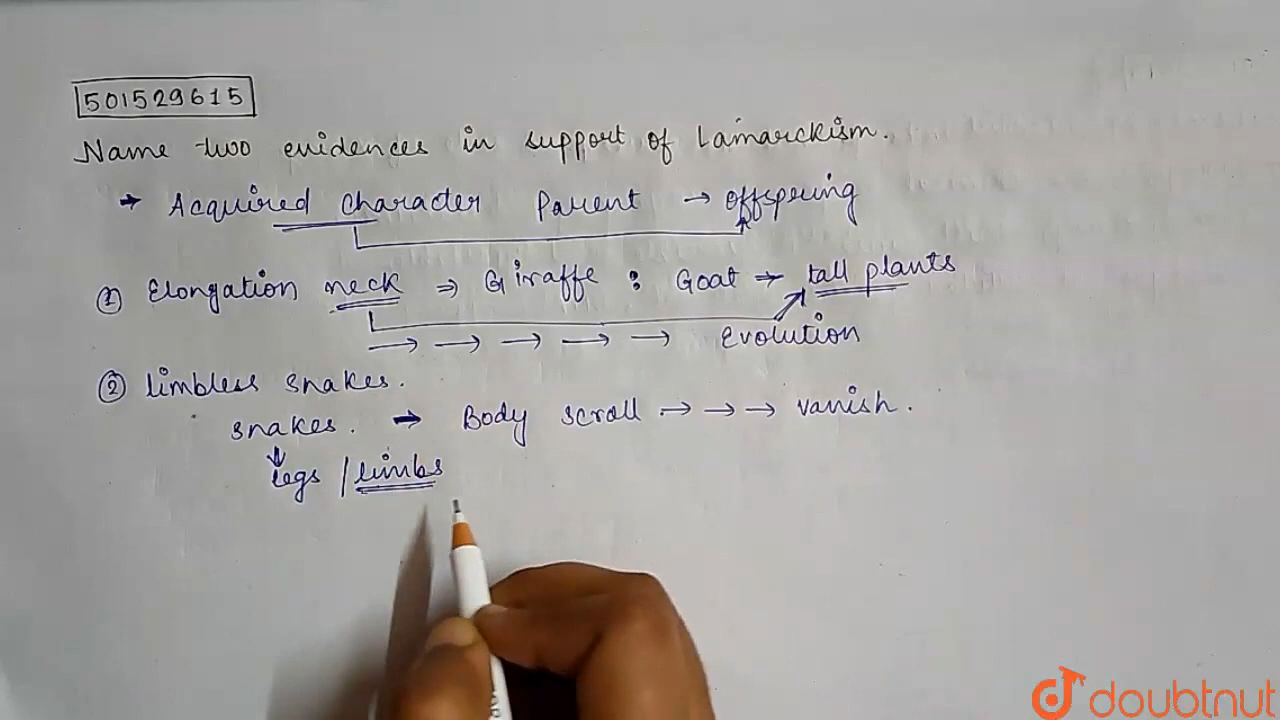 501529615
Name two evidences in support of Lamarckism.
→ Acquired Character Parent → Offspring
① Elongation neck ⇒ Giraffe : Goat → tall plants
→ → → → → Evolution
② limbless snakes.
snakes. → Body scroll → → → vanish.
↓
legs / limbs
doubtnut